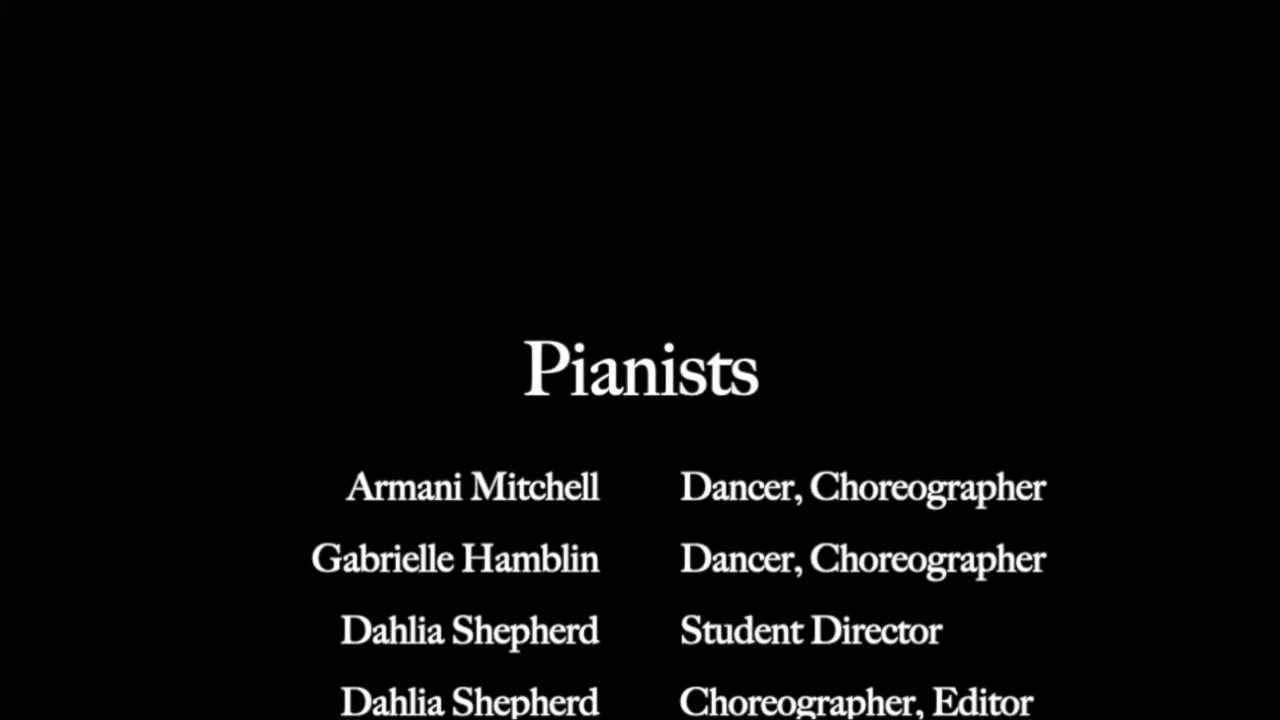 Pianists
Armani Mitchell Dancer, Choreographer
Gabrielle Hamblin Dancer, Choreographer
Dahlia Shepherd Student Director
Dahlia Shepherd Choreographer, Editor